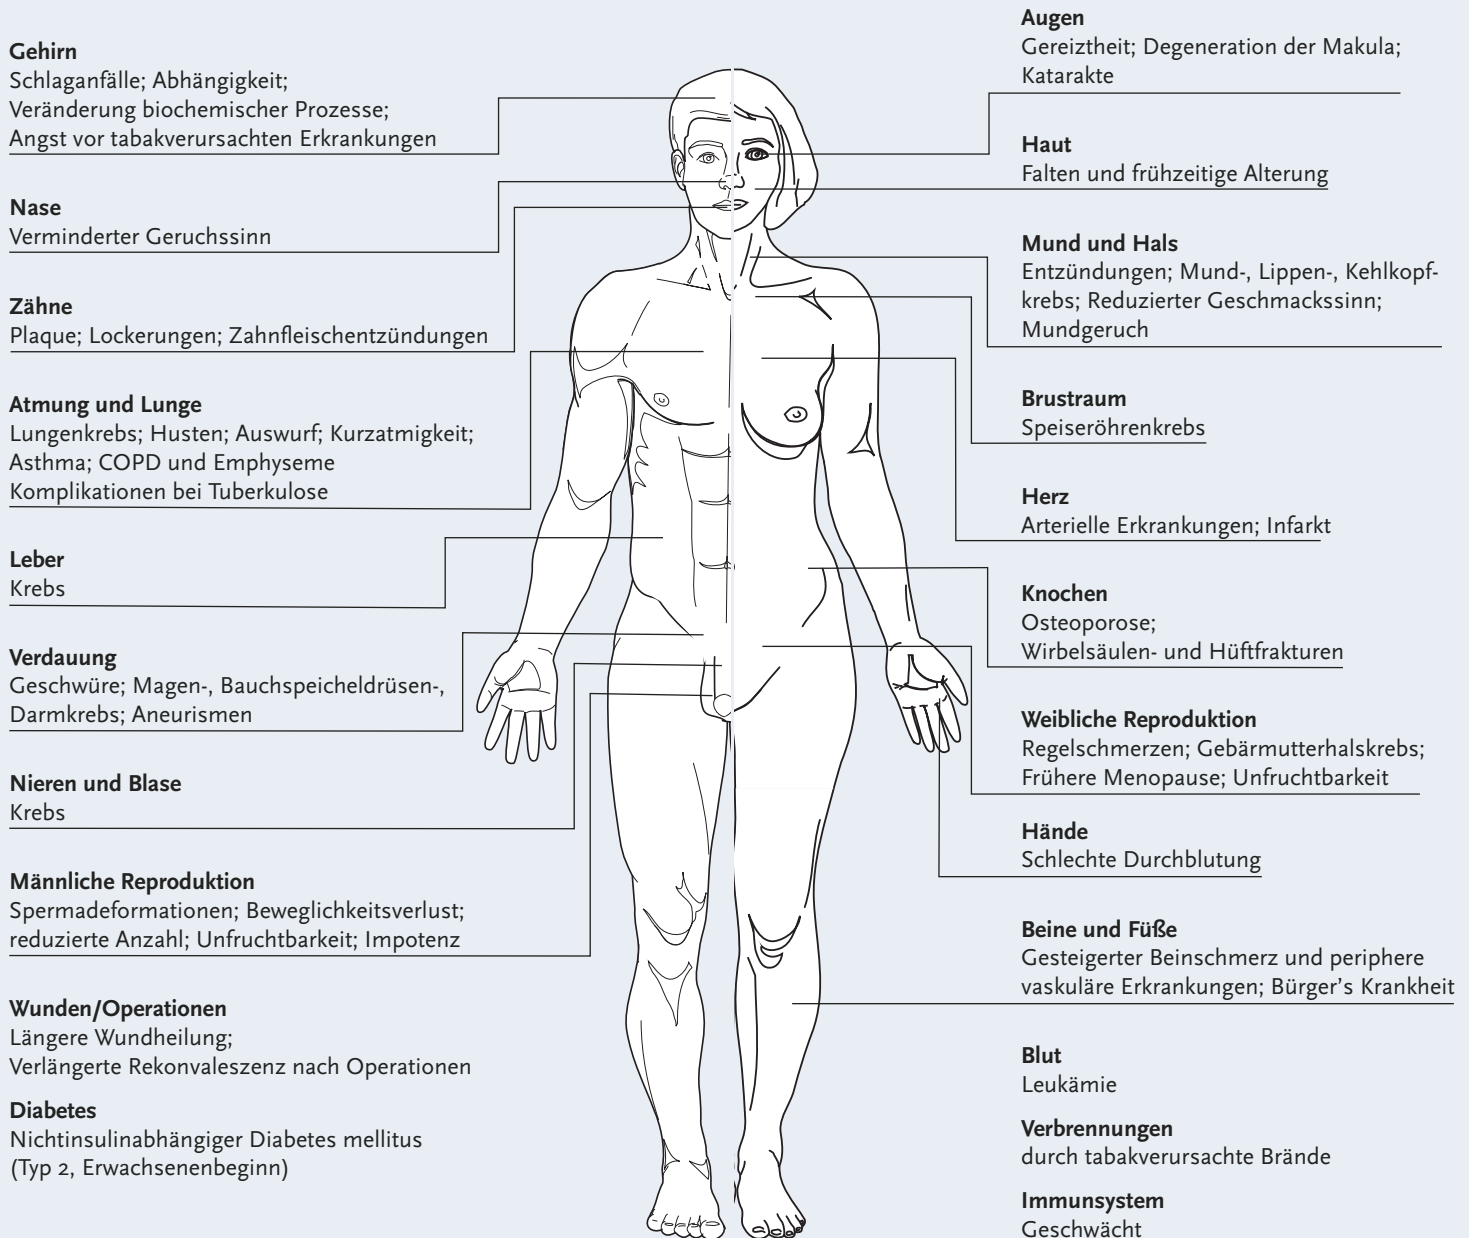 Gehirn
Schlaganfälle; Abhängigkeit;
Veränderung biochemischer Prozesse;
Angst vor tabakverursachten Erkrankungen
Nase
Verminderter Geruchssinn
Zähne
Plaque; Lockerungen; Zahnfleischentzündungen
Atmung und Lunge
Lungenkrebs; Husten; Auswurf; Kurzatmigkeit;
Asthma; COPD und Emphyseme
Komplikationen bei Tuberkulose
Leber
Krebs
Verdauung
Geschwüre; Magen-, Bauchspeicheldrüsen-,
Darmkrebs; Aneurismen
Nieren und Blase
Krebs
Männliche Reproduktion
Spermadeformationen; Beweglichkeitsverlust;
reduzierte Anzahl; Unfruchtbarkeit; Impotenz
Wunden/Operationen
Längere Wundheilung;
Verlängerte Rekonvaleszenz nach Operationen
Diabetes
Nichtinsulinabhängiger Diabetes mellitus
(Typ 2, Erwachsenenbeginn)
Augen
Gereiztheit; Degeneration der Makula;
Katarakte
Haut
Falten und frühzeitige Alterung
Mund und Hals
Entzündungen; Mund-, Lippen-, Kehlkopf-
krebs; Reduzierter Geschmackssinn;
Mundgeruch
Brustraum
Speiseröhrenkrebs
Herz
Arterielle Erkrankungen; Infarkt
Knochen
Osteoporose;
Wirbelsäulen- und Hüftfrakturen
Weibliche Reproduktion
Regelschmerzen; Gebärmutterhalskrebs;
Frühere Menopause; Unfruchtbarkeit
Hände
Schlechte Durchblutung
Beine und Füße
Gesteigerter Beinschmerz und periphere
vaskuläre Erkrankungen; Bürger's Krankheit
Blut
Leukämie
Verbrennungen
durch tabakverursachte Brände
Immunsystem
Geschwächt